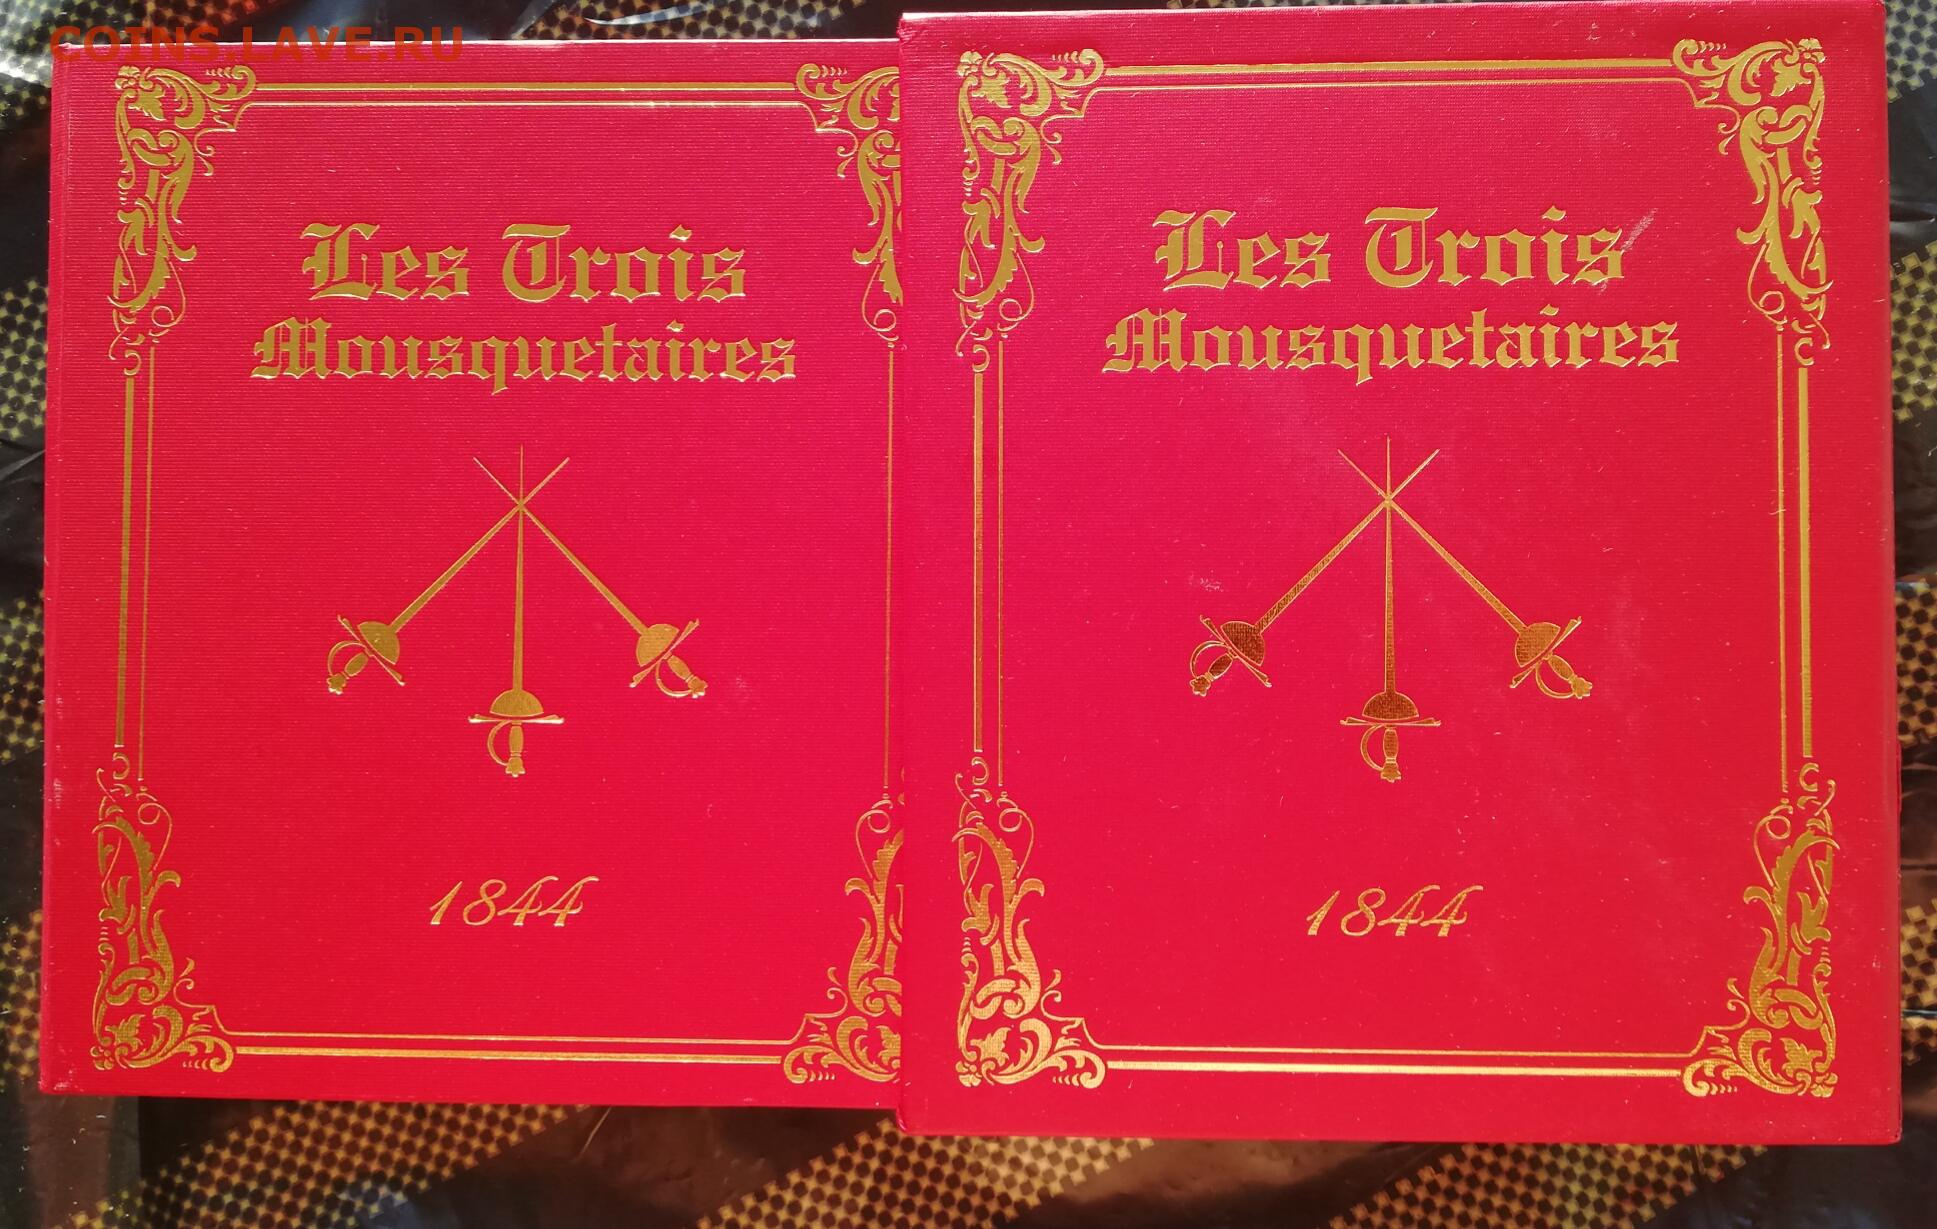 COINS.LAVE.RU
Les Trois
Mousquetaires
1844
Les Trois
Mousquetaires
1844